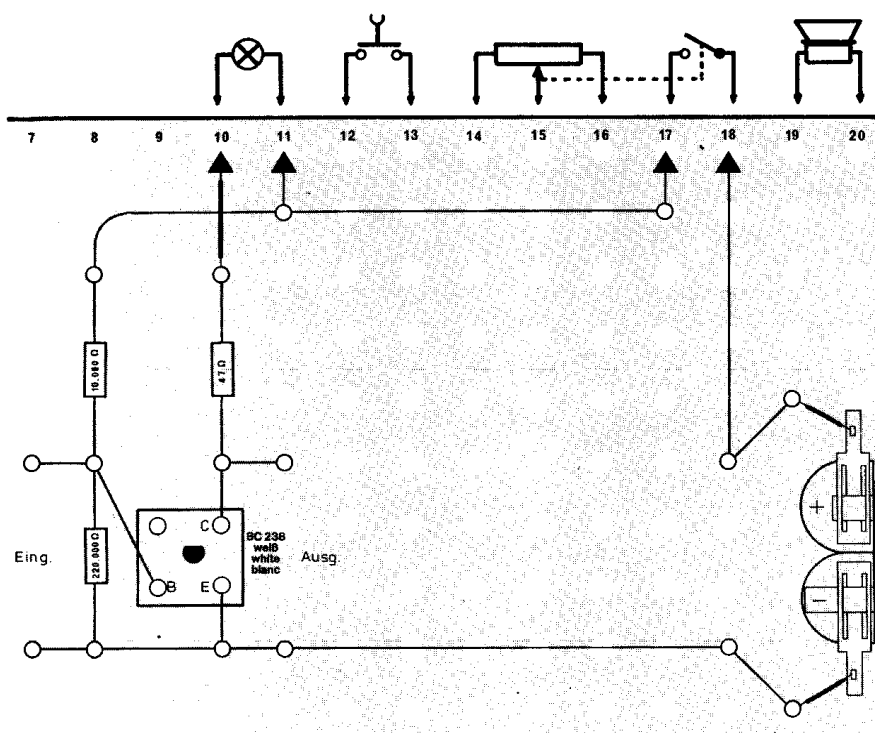 7 8 9 10 11 12 13 14 15 16 17 18 19 20
10.000 Ω
47 Ω
220.000 Ω
Eing.
C
B
E
BC 238
weiß
white
blanc
Ausg.
+
−